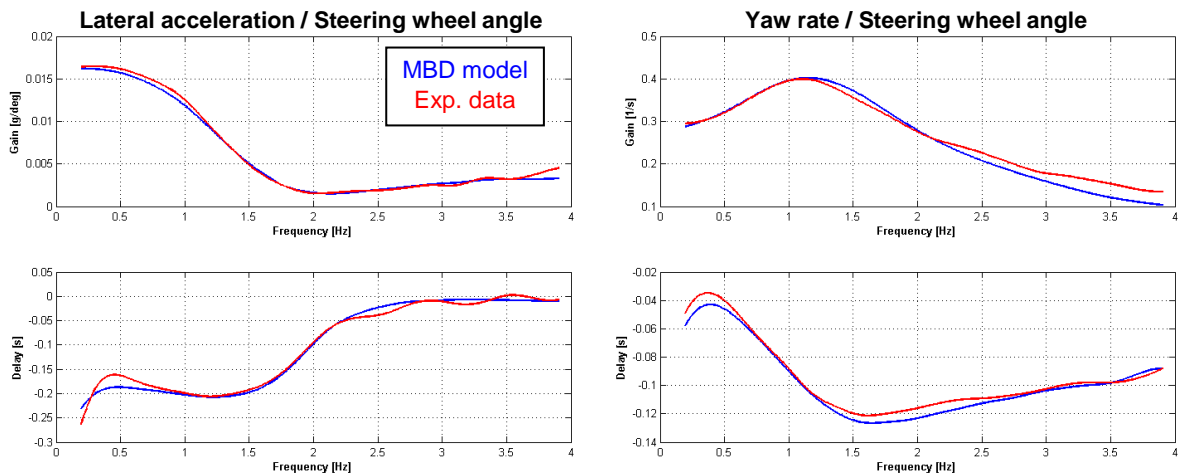 Lateral acceleration / Steering wheel angle
Yaw rate / Steering wheel angle
MBD model
Exp. data
Gain [g/deg]
0.02
0.015
0.01
0.005
0
0 0.5 1 1.5 2 2.5 3 3.5 4
Frequency [Hz]
Gain [1/s]
0.5
0.4
0.3
0.2
0.1
0 0.5 1 1.5 2 2.5 3 3.5 4
Frequency [Hz]
Delay [s]
0.05
0
-0.05
-0.1
-0.15
-0.2
-0.25
-0.3
0 0.5 1 1.5 2 2.5 3 3.5 4
Frequency [Hz]
Delay [s]
-0.02
-0.04
-0.06
-0.08
-0.1
-0.12
-0.14
0 0.5 1 1.5 2 2.5 3 3.5 4
Frequency [Hz]